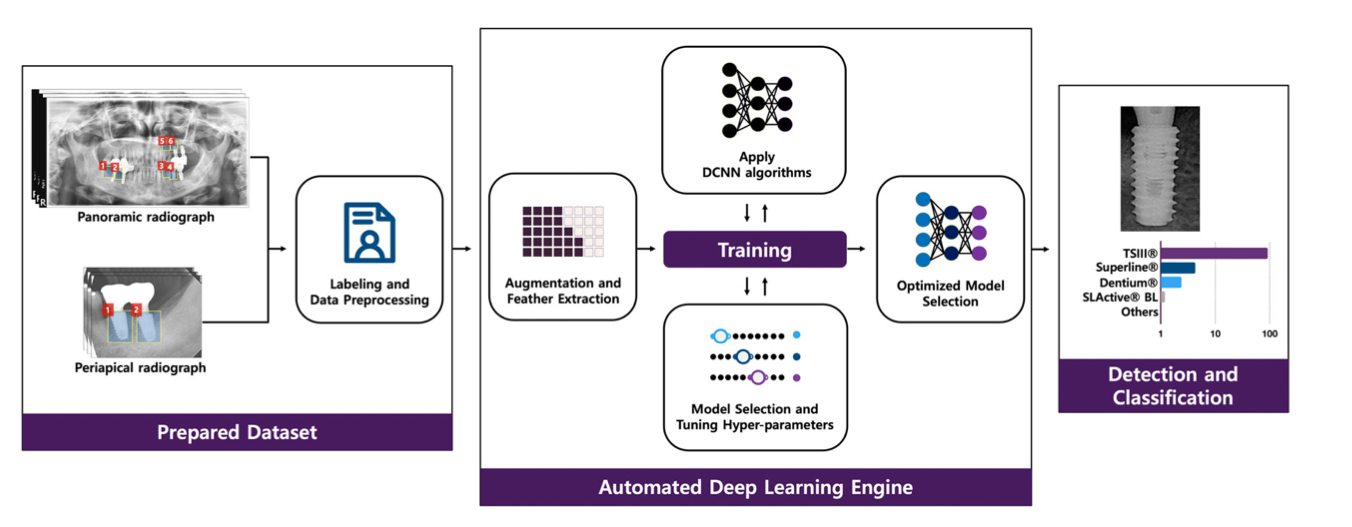 5 6
1
2
3 4
R
Panoramic radiograph
1
2
Periapical radiograph
Labeling and
Data Preprocessing
Prepared Dataset
Augmentation and
Feather Extraction
Apply
DCNN algorithms
Training
Model Selection and
Tuning Hyper-parameters
Optimized Model
Selection
Automated Deep Learning Engine
TSIII®
Superline®
Dentium®
SLActive® BL
Others
1 10 100
Detection and
Classification